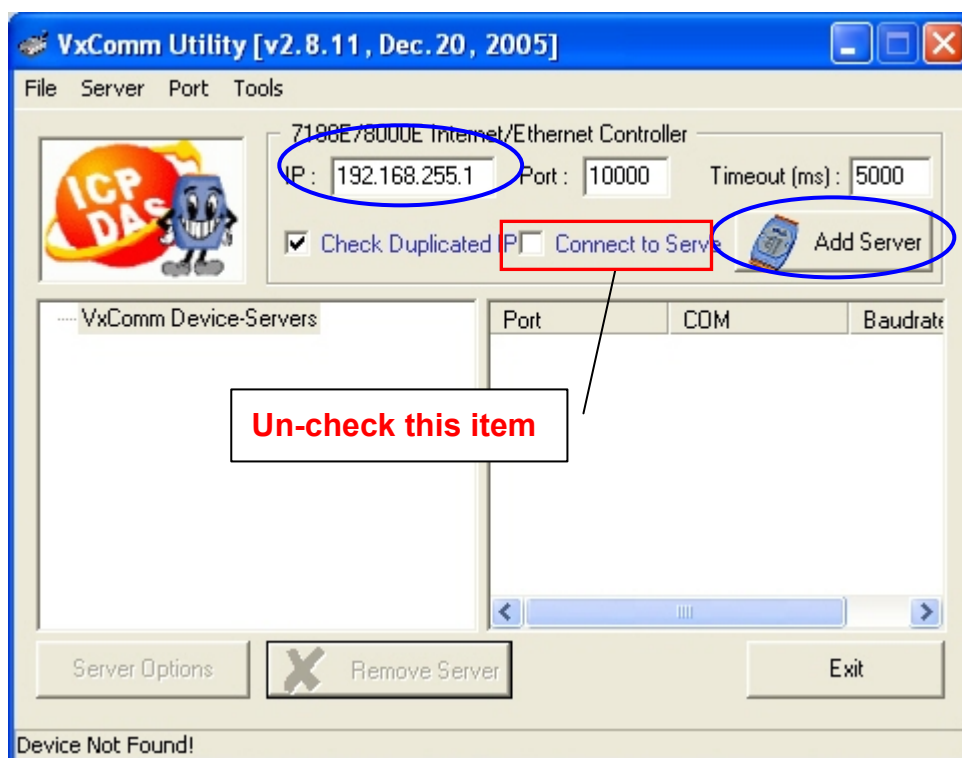 VxComm Utility [v2.8.11, Dec.20, 2005]
File Server Port Tools
ICP DAS
7188E/8000E Internet/Ethernet Controller
IP : 192.168.255.1 Port : 10000 Timeout (ms) : 5000
Check Duplicated IP Connect to Serve Add Server
VxComm Device-Servers
Port COM Baudrate
Un-check this item
Server Options Remove Server Exit
Device Not Found!